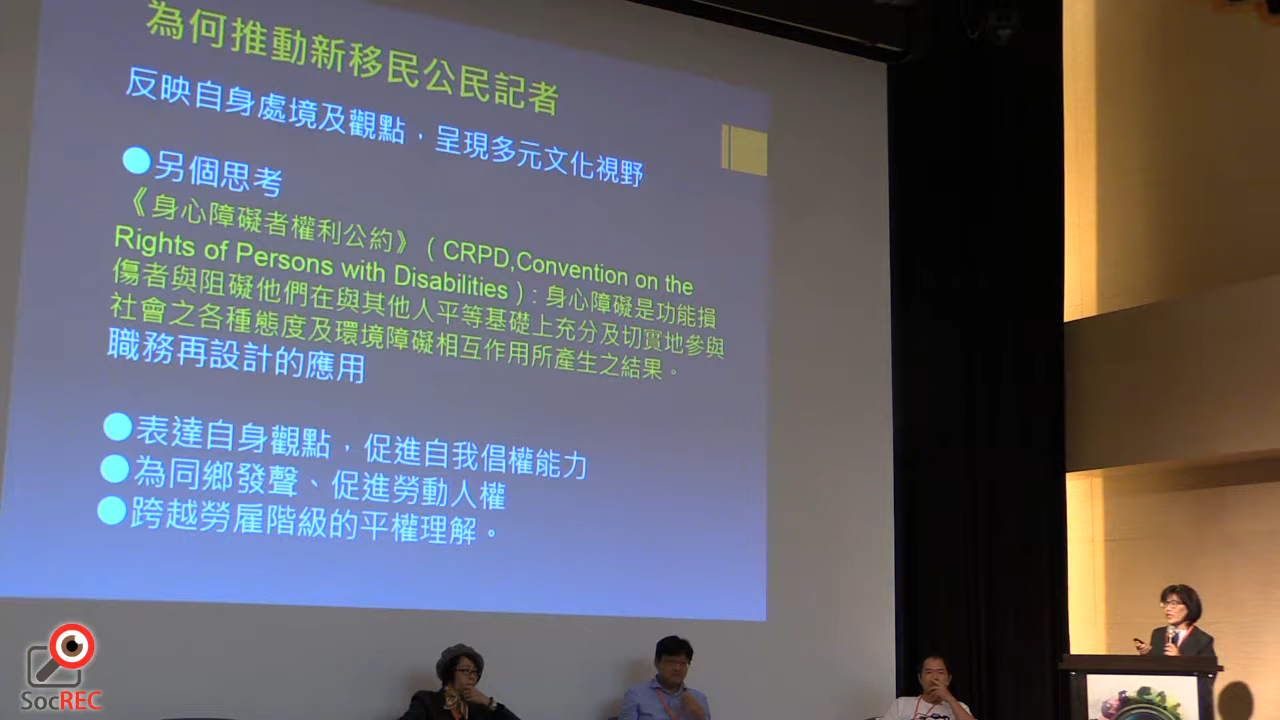 為何推動新移民公民記者
反映自身處境及觀點，呈現多元文化視野
●另個思考
《身心障礙者權利公約》（CRPD,Convention on the
Rights of Persons with Disabilities）: 身心障礙是功能損
傷者與阻礙他們在與其他人平等基礎上充分及切實地參與
社會之各種態度及環境障礙相互作用所產生之結果。
職務再設計的應用
●表達自身觀點，促進自我倡權能力
●為同鄉發聲、促進勞動人權
●跨越勞雇階級的平權理解。
SocREC